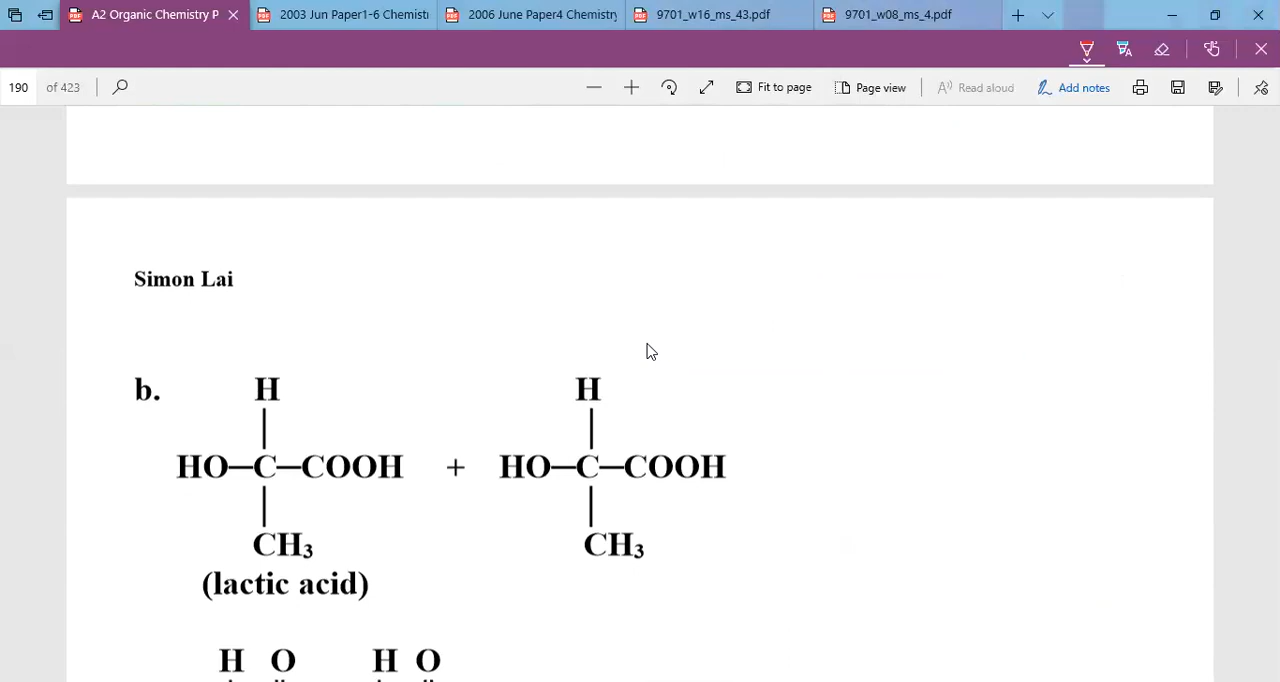 A2 Organic Chemistry P
2003 Jun Paper1-6 Chemistr
2006 June Paper4 Chemistry
9701_w16_ms_43.pdf
9701_w08_ms_4.pdf
190 of 423
Fit to page
Page view
Read aloud
Add notes
Simon Lai
b. H H
HO–C–COOH + HO–C–COOH
CH₃ CH₃
(lactic acid)
H O H O